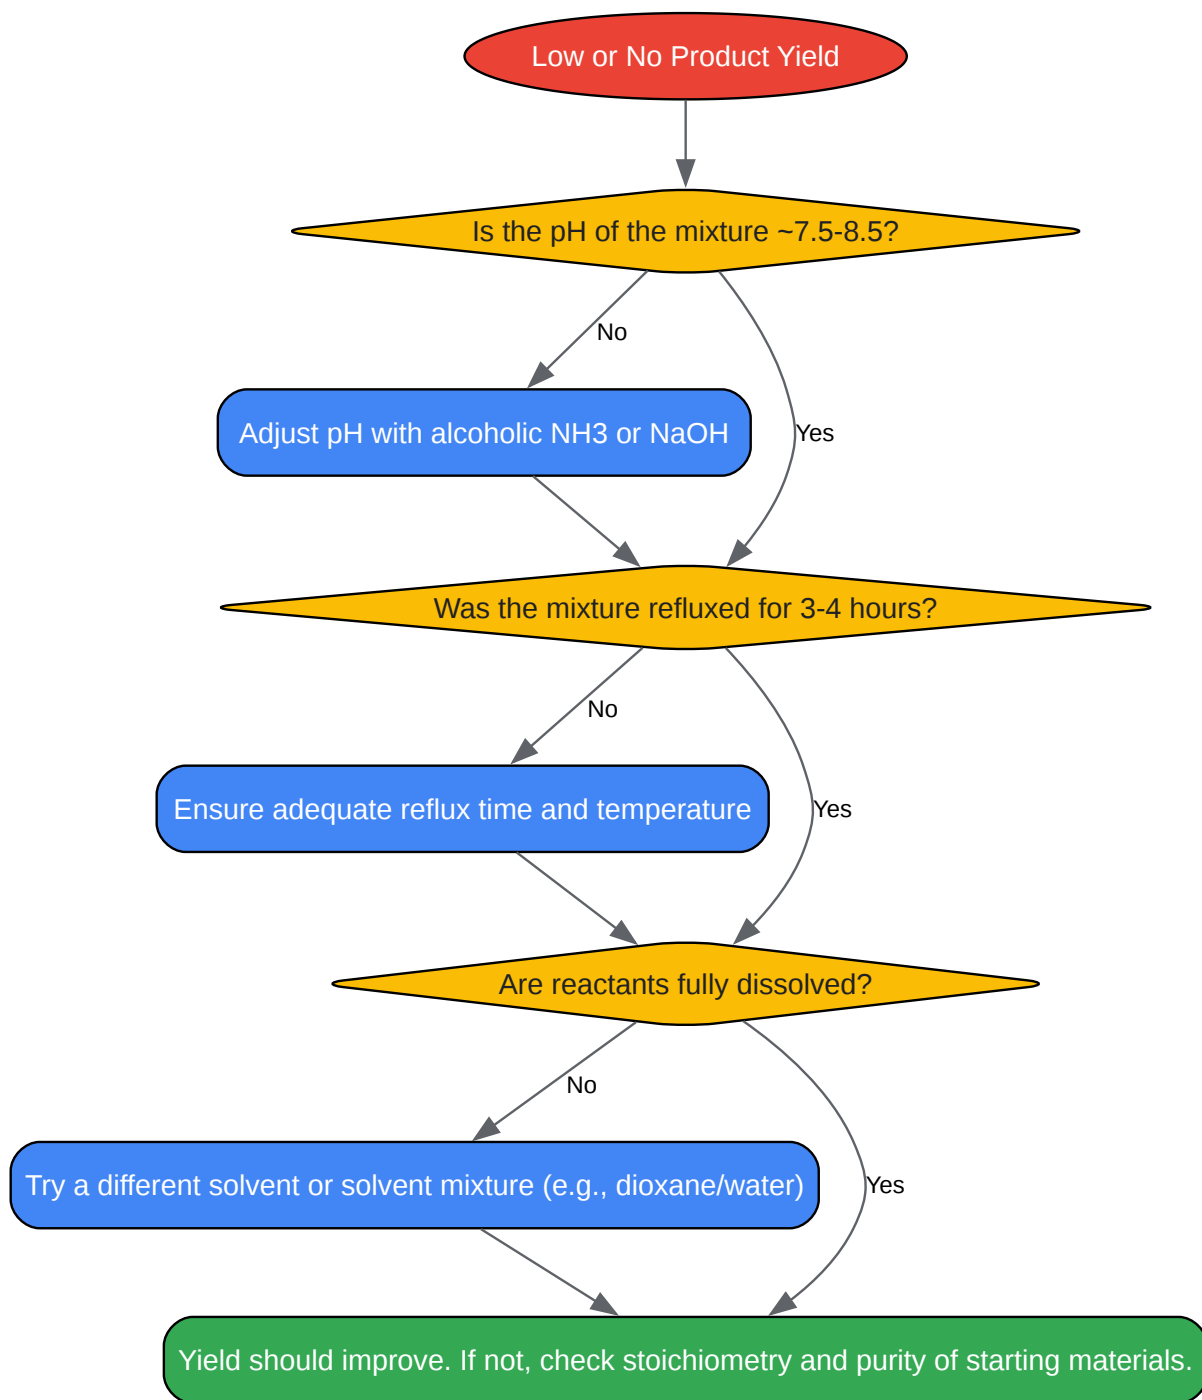 Low or No Product Yield
Is the pH of the mixture ~7.5-8.5?
No
Adjust pH with alcoholic NH3 or NaOH
Yes
Was the mixture refluxed for 3-4 hours?
No
Ensure adequate reflux time and temperature
Yes
Are reactants fully dissolved?
No
Try a different solvent or solvent mixture (e.g., dioxane/water)
Yes
Yield should improve. If not, check stoichiometry and purity of starting materials.